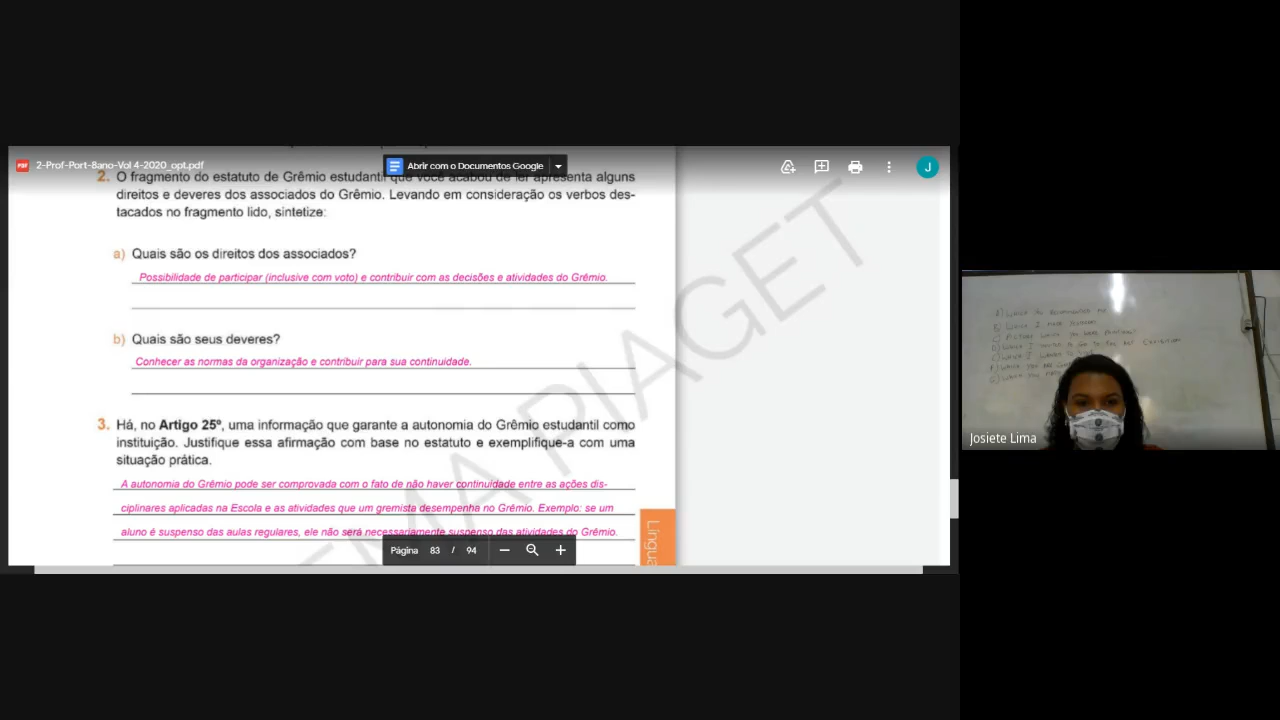 2-Prof-Port-8ano-Vol 4-2020_opt.pdf
Abrir com o Documentos Google
J
2. O fragmento do estatuto de Grêmio estudantil que você acabou de ler apresenta alguns
direitos e deveres dos associados do Grêmio. Levando em consideração os verbos des-
tacados no fragmento lido, sintetize:
a) Quais são os direitos dos associados?
Possibilidade de participar (inclusive com voto) e contribuir com as decisões e atividades do Grêmio.
b) Quais são seus deveres?
Conhecer as normas da organização e contribuir para sua continuidade.
3. Há, no Artigo 25º, uma informação que garante a autonomia do Grêmio estudantil como
instituição. Justifique essa afirmação com base no estatuto e exemplifique-a com uma
situação prática.
A autonomia do Grêmio pode ser comprovada com o fato de não haver continuidade entre as ações dis-
ciplinares aplicadas na Escola e as atividades que um gremista desempenha no Grêmio. Exemplo: se um
aluno é suspenso das aulas regulares, ele não será necessariamente suspenso das atividades do Grêmio.
Página 83 / 94
Língua
MA PIAGET
Josiete Lima